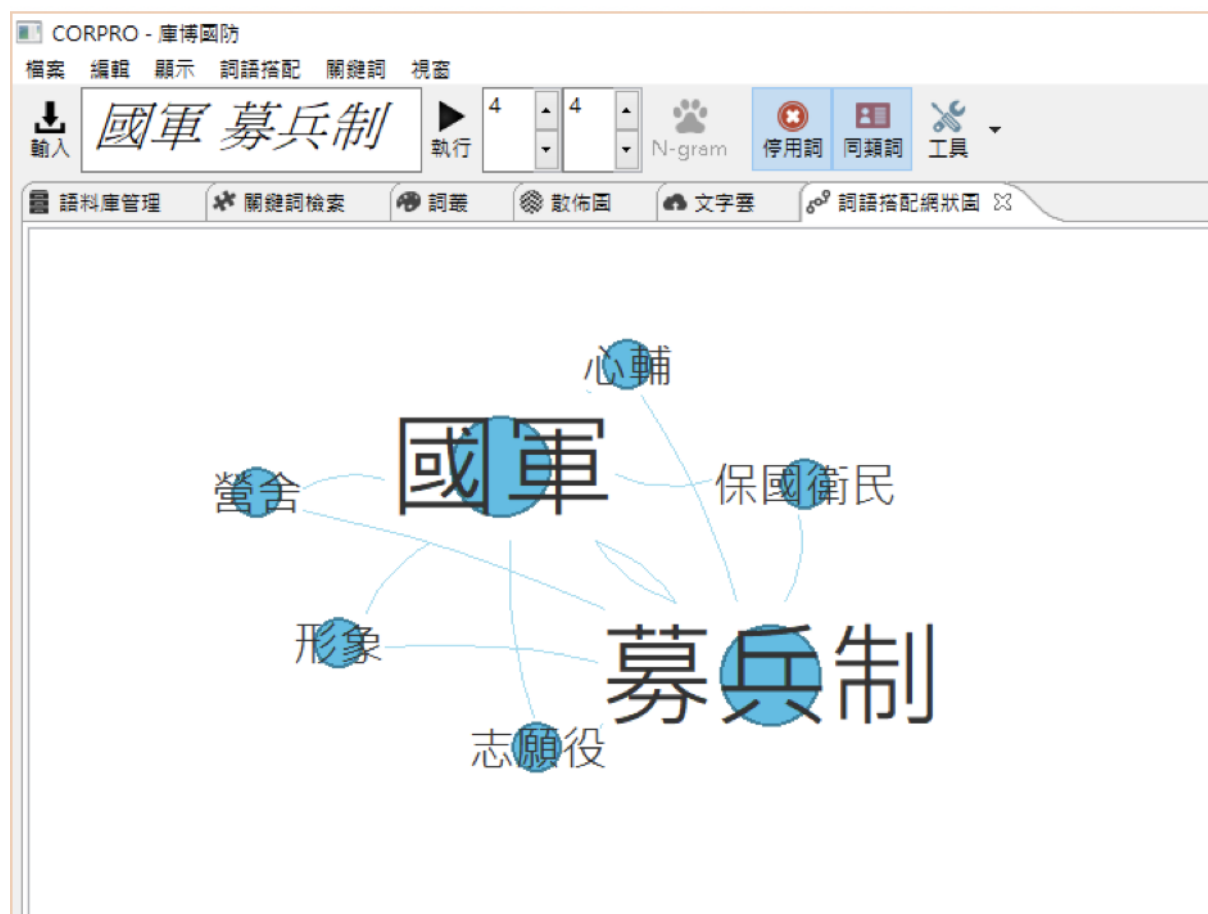 CORPRO - 庫博國防
檔案 編輯 顯示 詞語搭配 關鍵詞 視窗
輸入 國軍 募兵制 執行 4 4 N-gram 停用詞 同類詞 工具
語料庫管理 關鍵詞檢索 詞叢 散佈圖 文字雲 詞語搭配網狀圖
心輔
國軍
營舍
保國衛民
形象
募兵制
志願役